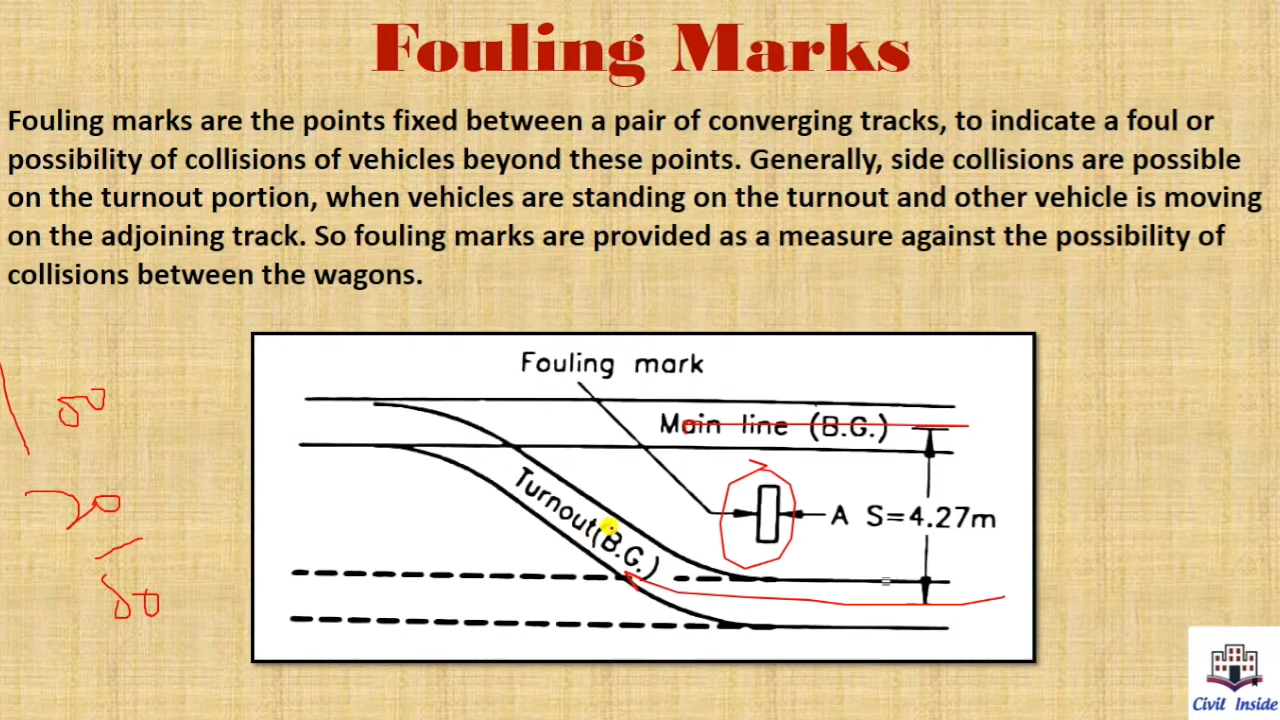 Fouling Marks
Fouling marks are the points fixed between a pair of converging tracks, to indicate a foul or
possibility of collisions of vehicles beyond these points. Generally, side collisions are possible
on the turnout portion, when vehicles are standing on the turnout and other vehicle is moving
on the adjoining track. So fouling marks are provided as a measure against the possibility of
collisions between the wagons.
Fouling mark
Main line (B.G.)
Turnout(B.G.)
A S=4.27m
Civil Inside